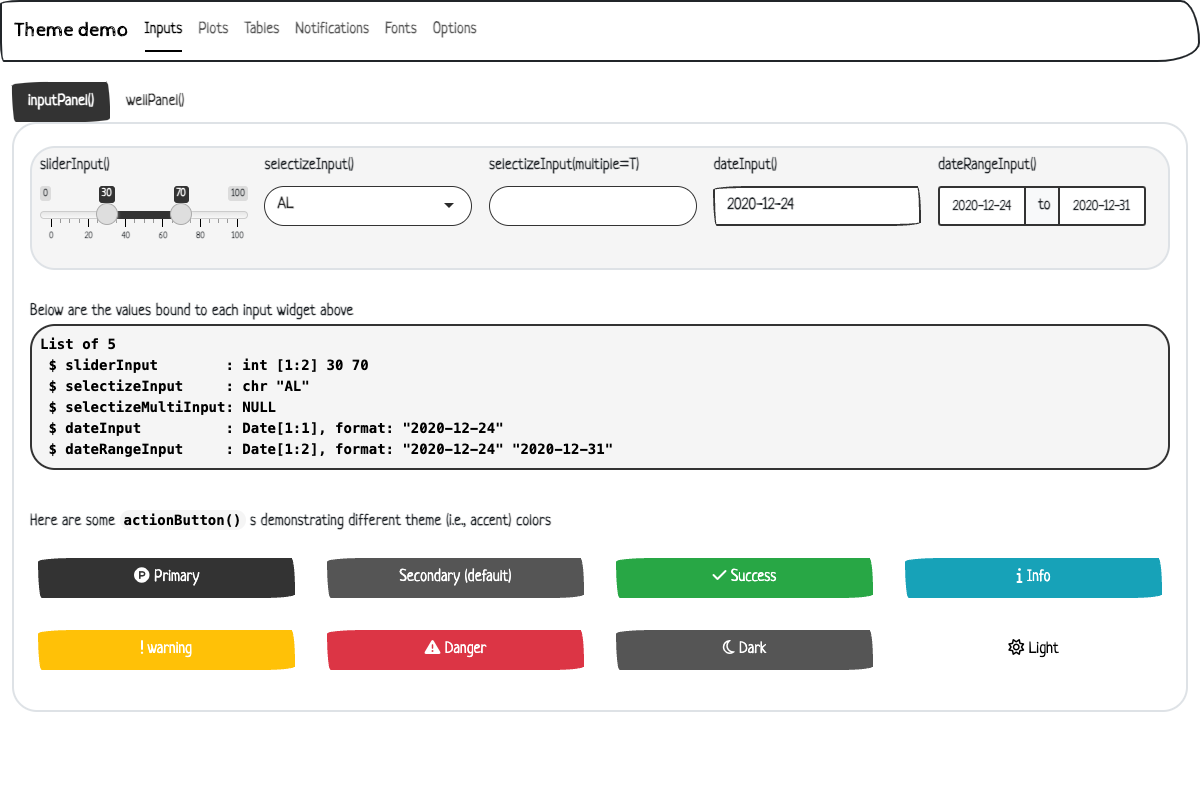 Theme demo Inputs Plots Tables Notifications Fonts Options
inputPanel() wellPanel()
sliderInput() selectizeInput() selectizeInput(multiple=T) dateInput() dateRangeInput()
0 30 70 100
AL 2020-12-24 2020-12-24 to 2020-12-31
0 20 40 60 80 100
Below are the values bound to each input widget above
List of 5
$ sliderInput : int [1:2] 30 70
$ selectizeInput : chr "AL"
$ selectizeMultiInput: NULL
$ dateInput : Date[1:1], format: "2020-12-24"
$ dateRangeInput : Date[1:2], format: "2020-12-24" "2020-12-31"
Here are some actionButton() s demonstrating different theme (i.e., accent) colors
Primary Secondary (default) Success Info
warning Danger Dark Light